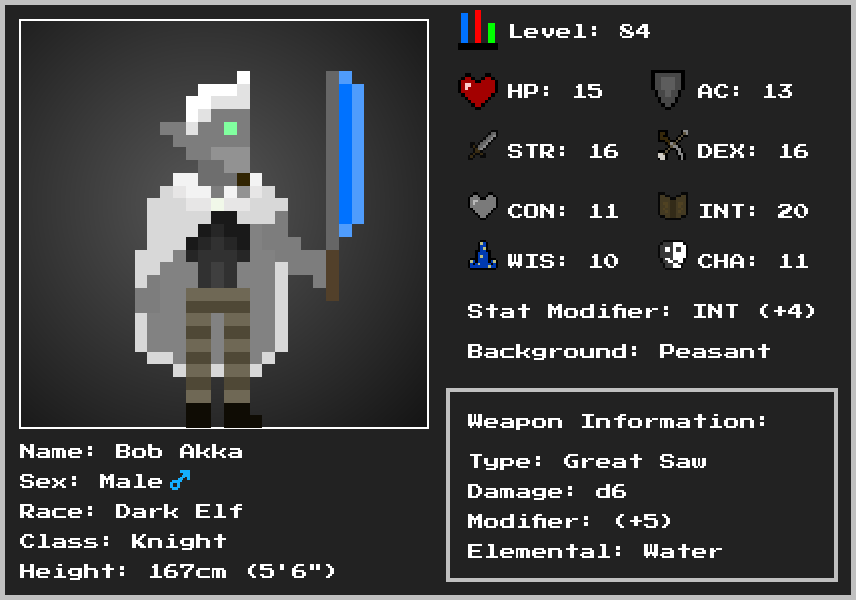 Level: 84
HP: 15
AC: 13
STR: 16
DEX: 16
CON: 11
INT: 20
WIS: 10
CHA: 11
Stat Modifier: INT (+4)
Background: Peasant
Weapon Information:
Type: Great Saw
Damage: d6
Modifier: (+5)
Elemental: Water
Name: Bob Akka
Sex: Male ♂
Race: Dark Elf
Class: Knight
Height: 167cm (5'6")